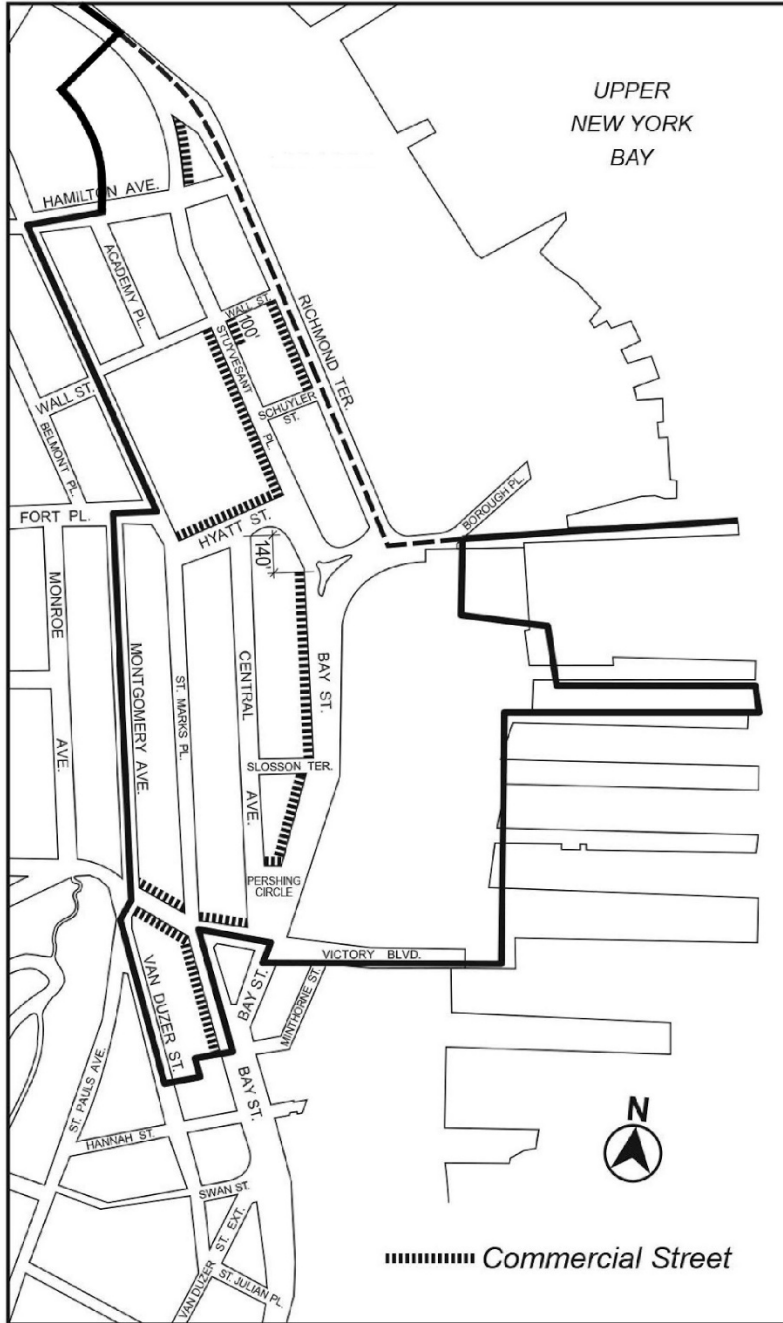 UPPER
NEW YORK
BAY
HAMILTON AVE.
ACADEMY PL.
WALL ST.
100'
STUYVESANT
PL.
RICHMOND TER.
SCHUYLER
ST.
WALL ST.
BELMONT PL.
FORT PL.
HYATT ST.
BOROUGH PL.
140'
MONROE
AVE.
MONTGOMERY AVE.
ST. MARKS PL.
CENTRAL
AVE.
BAY ST.
SLOSSON TER.
PERSHING
CIRCLE
VICTORY BLVD.
BAY ST.
MINTHORNE ST.
VAN DUZER ST.
ST. PAULS AVE.
BAY ST.
HANNAH ST.
SWAN ST.
VAN DUZER ST. EXT.
ST. JULIAN PL.
N
Commercial Street